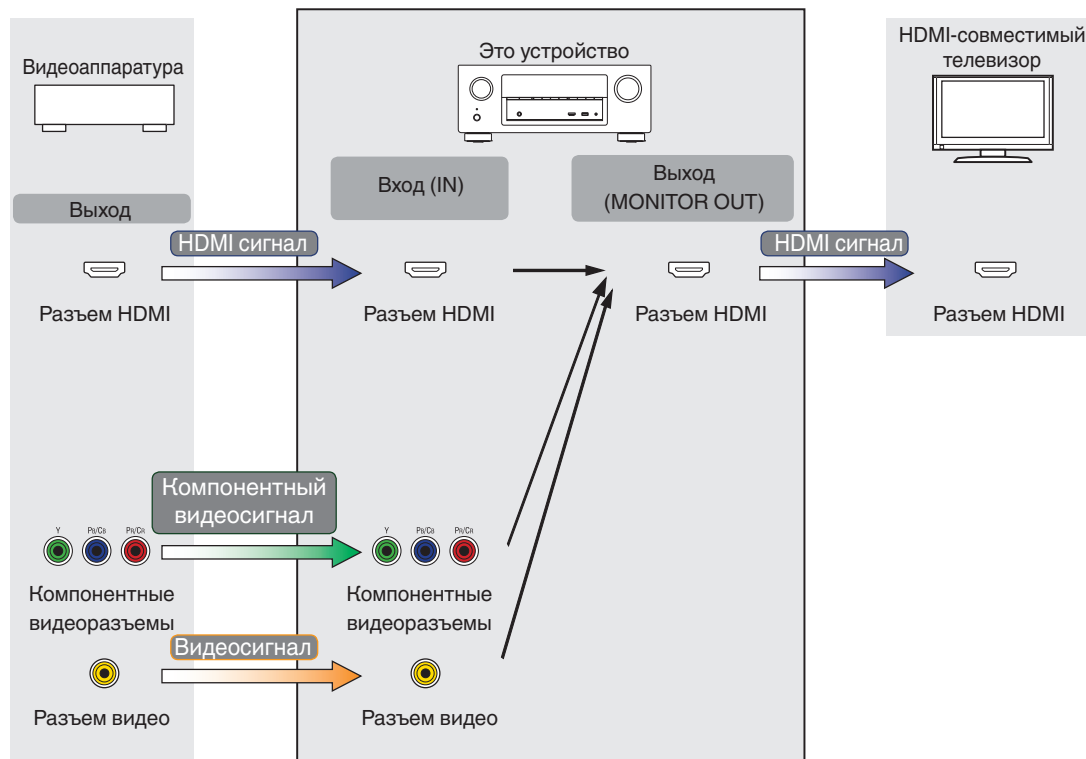 Видеоаппаратура
Это устройство
HDMI-совместимый
телевизор
Выход
Вход (IN)
Выход
(MONITOR OUT)
HDMI сигнал
HDMI сигнал
Разъем HDMI
Разъем HDMI
Разъем HDMI
Разъем HDMI
Компонентный
видеосигнал
Y PB/CB PR/CR
Y PB/CB PR/CR
Компонентные
видеоразъемы
Компонентные
видеоразъемы
Видеосигнал
Разъем видео
Разъем видео